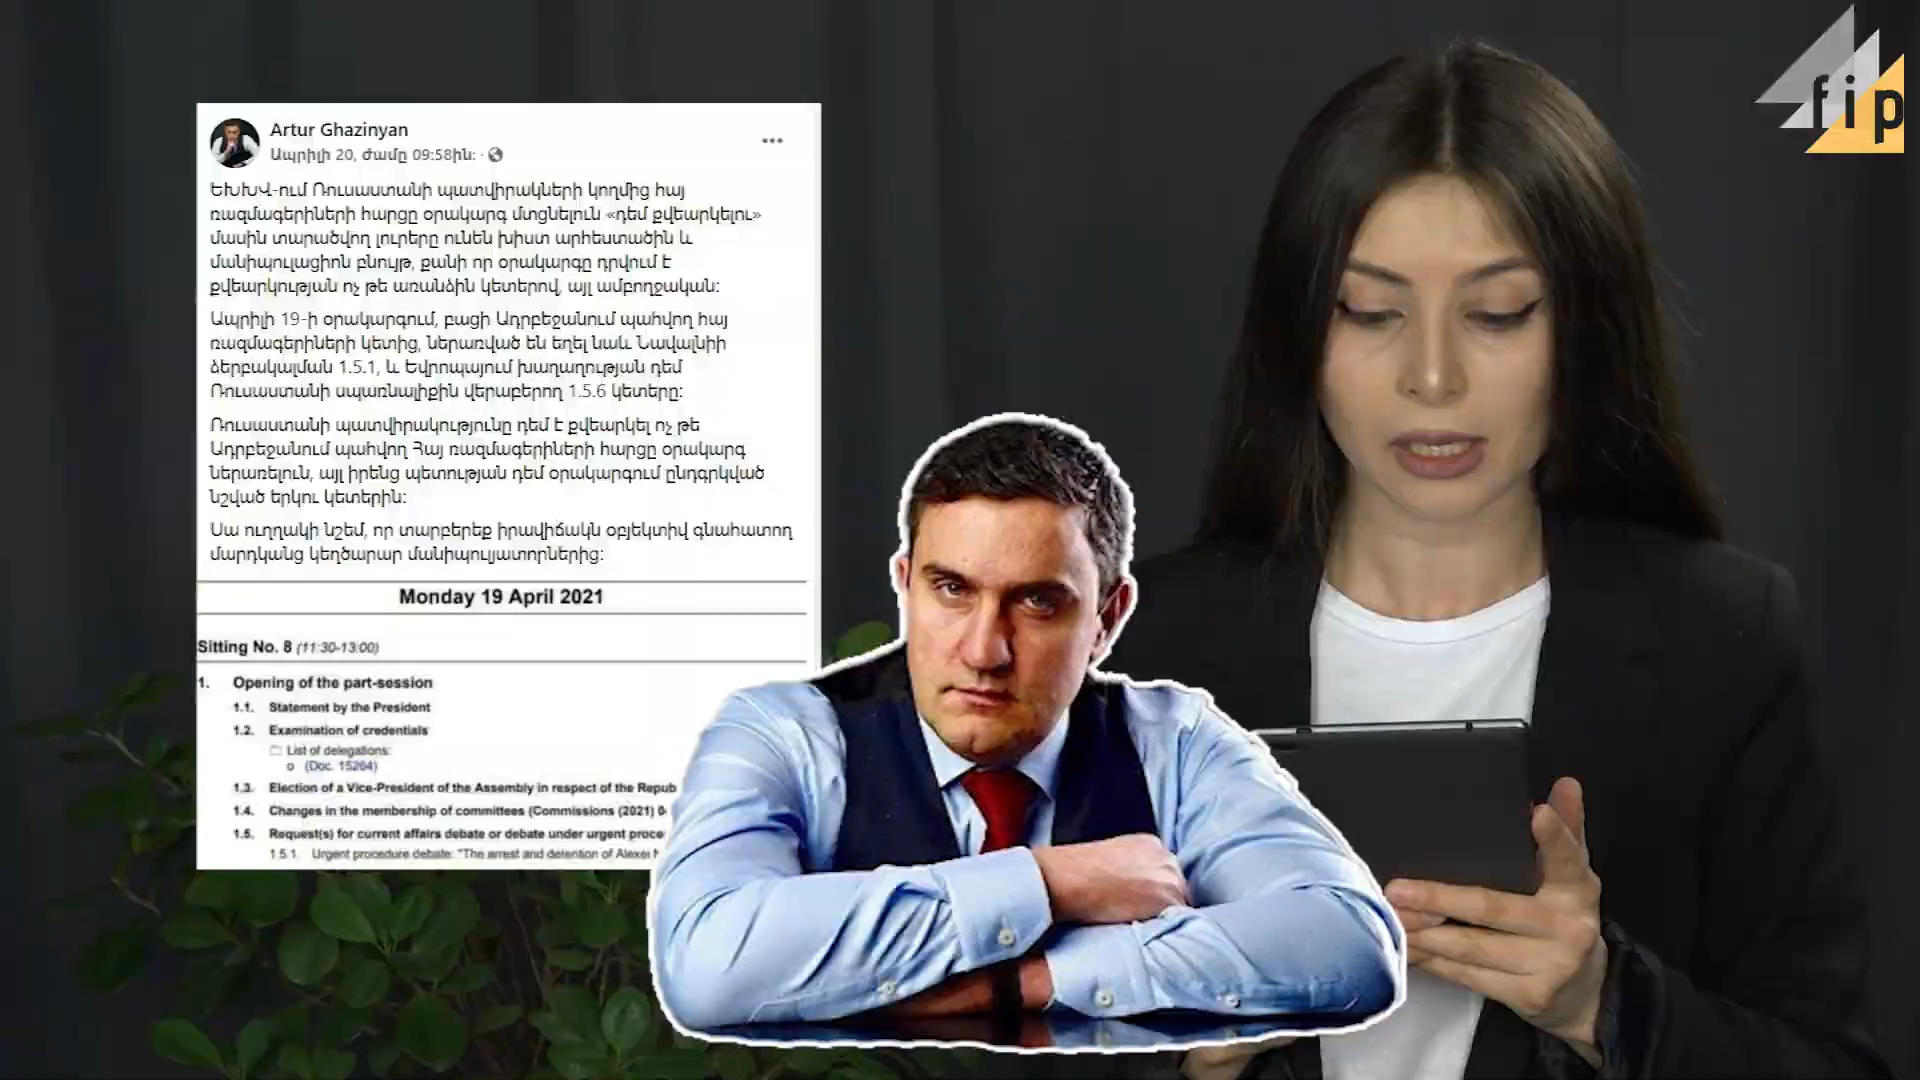 fip
Artur Ghazinyan
Ապրիլի 20, ժամը 09:58ին: ·
ԵԽԽՎ-ում Ռուսաստանի պատվիրակների կողմից հայ
ռազմագերիների հարցը օրակարգ մտցնելուն «դեմ քվեարկելու»
մասին տարածվող լուրերը ունեն խիստ արհեստածին և
մանիպուլացիոն բնույթ, քանի որ օրակարգը դրվում է
քվեարկության ոչ թե առանձին կետերով, այլ ամբողջական:
Ապրիլի 19-ի օրակարգում, բացի Ադրբեջանում պահվող հայ
ռազմագերիների կետից, ներառված են եղել նաև Նավալնիի
ձերբակալման 1.5.1, և Եվրոպայում խաղաղության դեմ
Ռուսաստանի սպառնալիքին վերաբերող 1.5.6 կետերը:
Ռուսաստանի պատվիրակությունը դեմ է քվեարկել ոչ թե
Ադրբեջանում պահվող Հայ ռազմագերիների հարցը օրակարգ
ներառելուն, այլ իրենց պետության դեմ օրակարգում ընդգրկված
նշված երկու կետերին:
Սա ուղղակի նշեմ, որ տարբերեք իրավիճակն օբյեկտիվ գնահատող
մարդկանց կեղծարար մանիպուլյատորներից:
Monday 19 April 2021
Sitting No. 8 (11:30-13:00)
1. Opening of the part-session
1.1. Statement by the President
1.2. Examination of credentials
List of delegations:
o (Doc. 15264)
1.3. Election of a Vice-President of the Assembly in respect of the Repub
1.4. Changes in the membership of committees (Commissions (2021) 0
1.5. Request(s) for current affairs debate or debate under urgent proce
1.5.1. Urgent procedure debate: "The arrest and detention of Alexei N